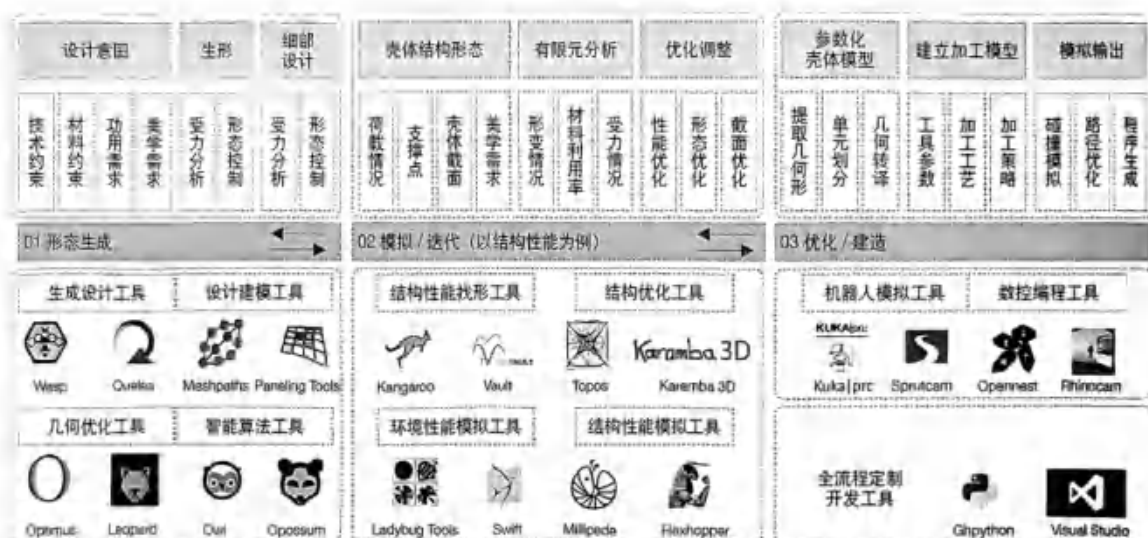 设计意图
生形
细部
设计
技术约束
材料约束
功用需求
美学需求
受力分析
形态控制
受力分析
形态控制
01 形态生成
生成设计工具
设计建模工具
Wasp
Quelea
Meshpaths
Paneling Tools
几何优化工具
智能算法工具
Optimus
Leopard
Owl
Opossum
壳体结构形态
有限元分析
优化调整
荷载情况
支撑点
壳体截面
美学需求
形变情况
材料利用率
受力情况
性能优化
形态优化
截面优化
02 模拟 / 迭代（以结构性能为例）
结构性能找形工具
结构优化工具
Kangaroo
Vault
Topos
Karamba 3D
Karamba 3D
环境性能模拟工具
结构性能模拟工具
Ladybug Tools
Swift
Millipede
Flexhopper
参数化
壳体模型
建立加工模型
模拟输出
提取几何形
单元划分
几何转译
工具参数
加工工艺
加工策略
碰撞模拟
路径优化
程序生成
03 优化 / 建造
机器人模拟工具
数控编程工具
KUKA|prc
Kuka|prc
Sprutcam
Opennest
Rhinocam
全流程定制
开发工具
Ghpython
Visual Studio